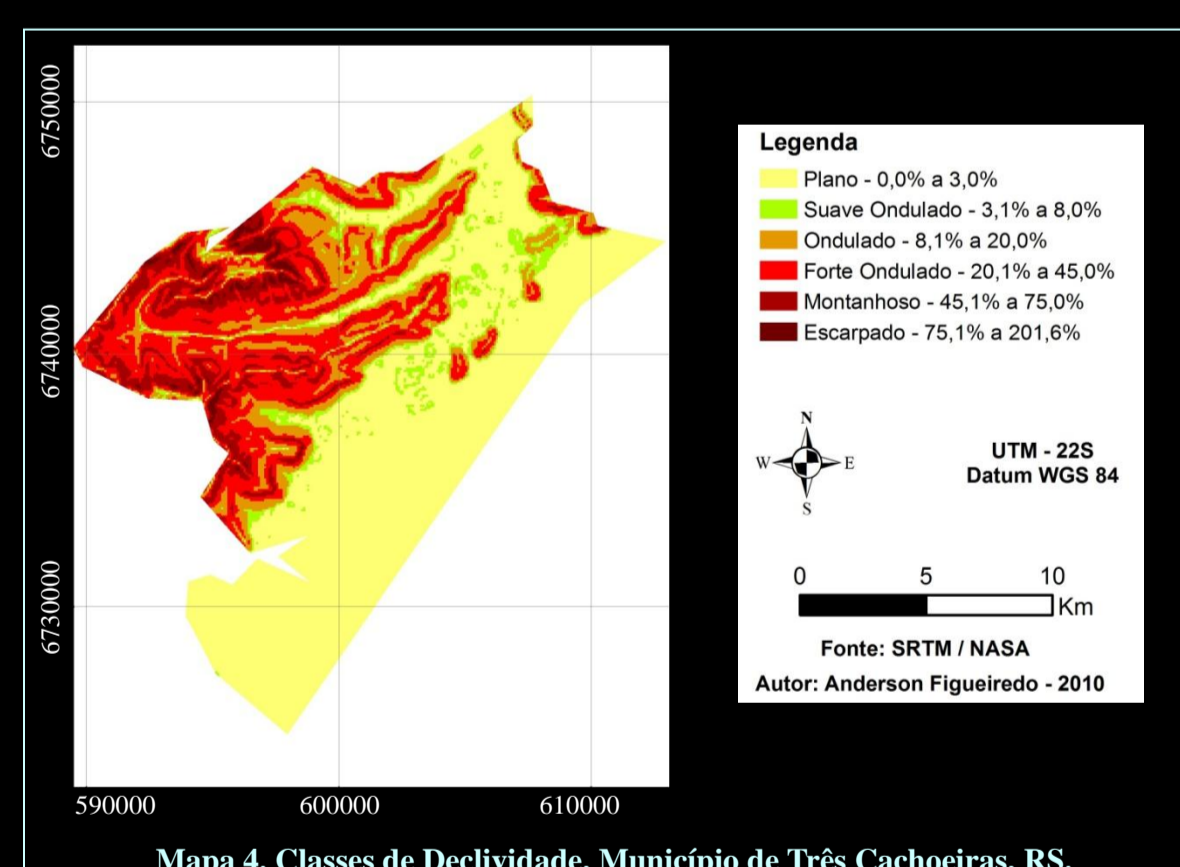 6750000
6740000
6730000
590000
600000
610000
Legenda
Plano - 0,0% a 3,0%
Suave Ondulado - 3,1% a 8,0%
Ondulado - 8,1% a 20,0%
Forte Ondulado - 20,1% a 45,0%
Montanhoso - 45,1% a 75,0%
Escarpado - 75,1% a 201,6%
N
W
E
S
UTM - 22S
Datum WGS 84
0 5 10
Km
Fonte: SRTM / NASA
Autor: Anderson Figueiredo - 2010
Mapa 4. Classes de Declividade, Município de Três Cachoeiras, RS.